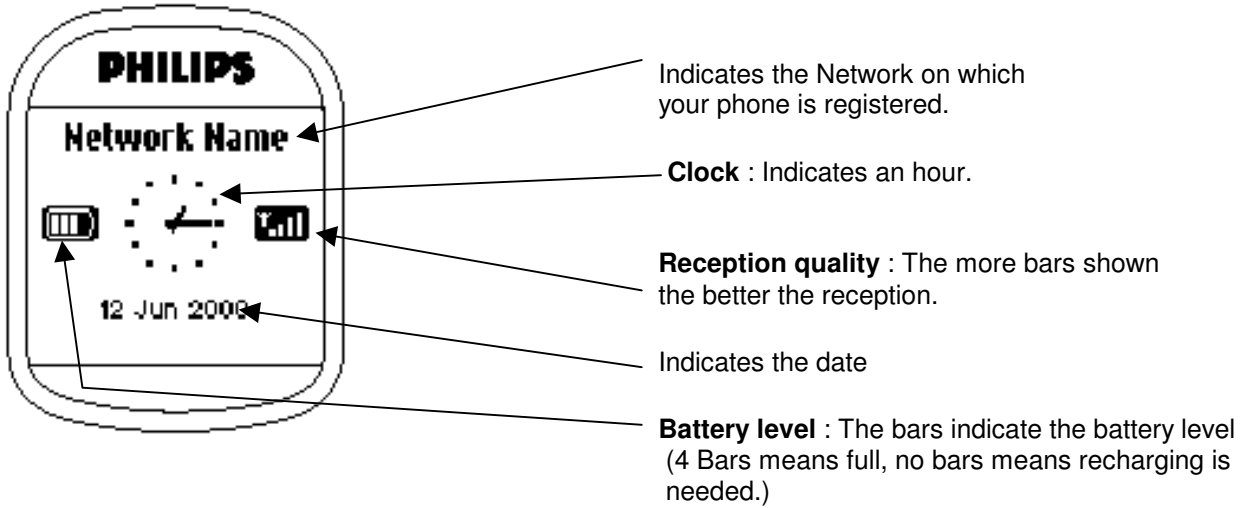 PHILIPS
Network Name
12 Jun 2000
Indicates the Network on which
your phone is registered.
Clock : Indicates an hour.
Reception quality : The more bars shown
the better the reception.
Indicates the date
Battery level : The bars indicate the battery level
(4 Bars means full, no bars means recharging is
needed.)